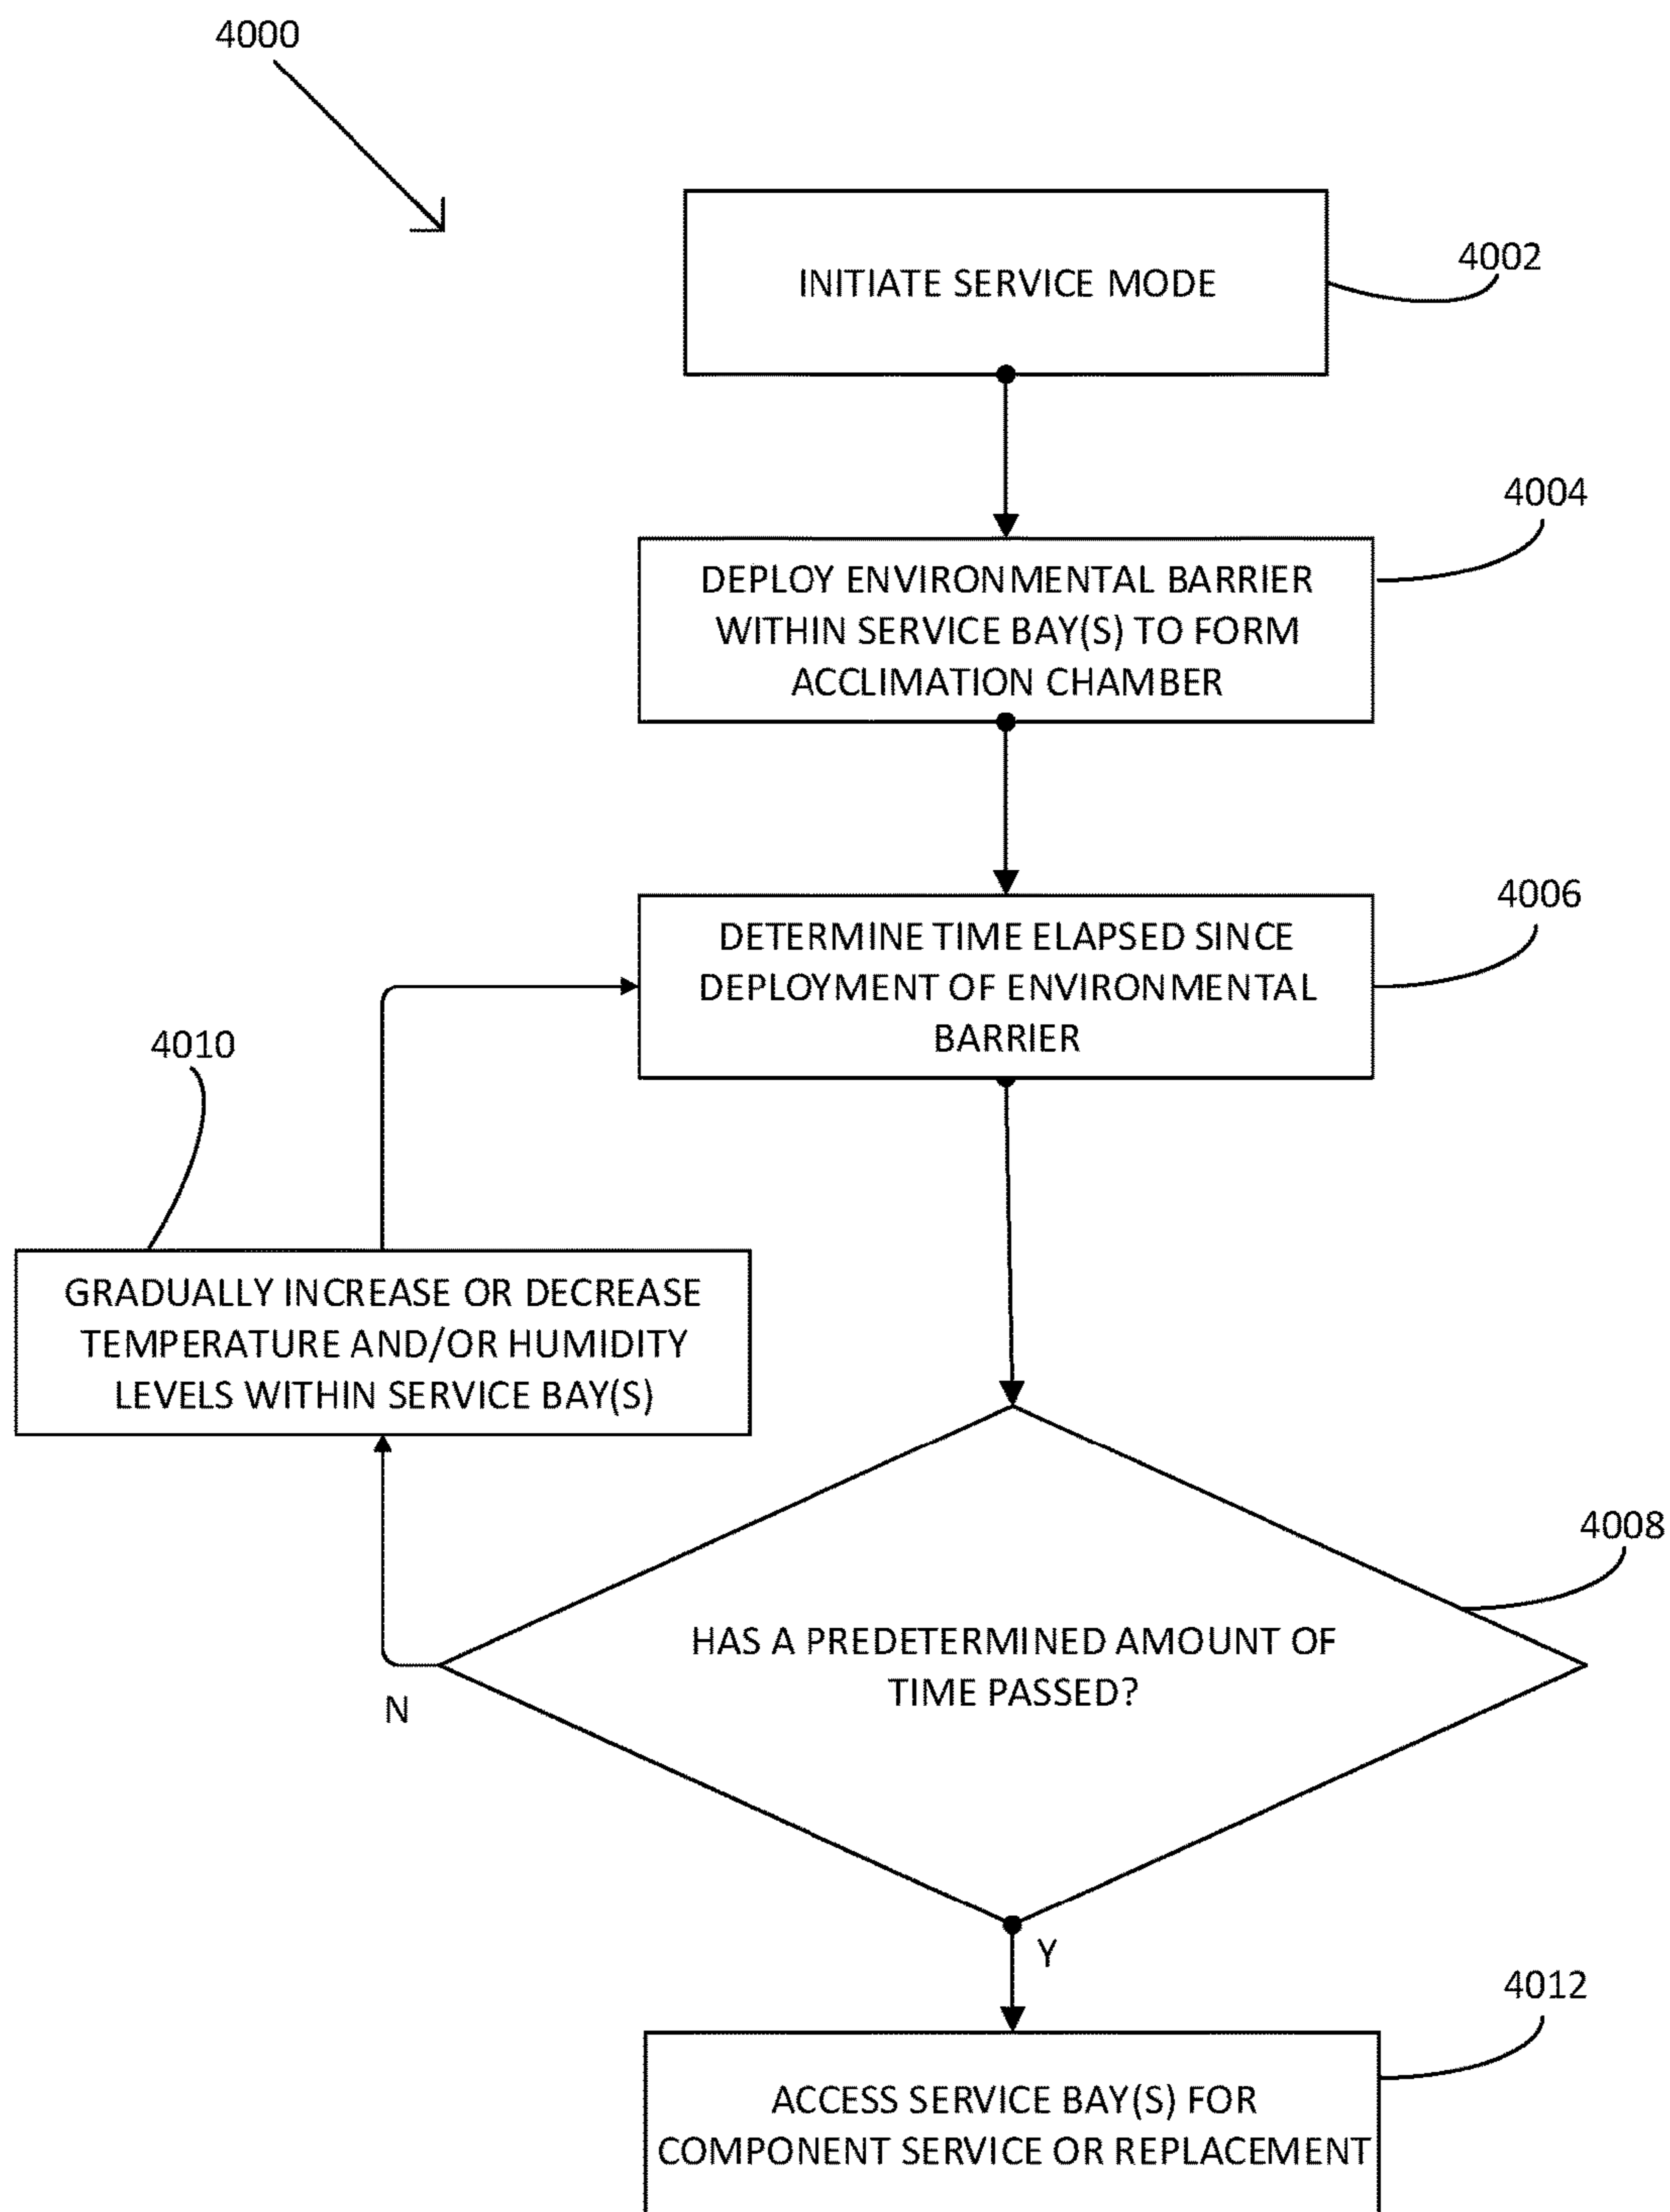 4000
INITIATE SERVICE MODE
4002
DEPLOY ENVIRONMENTAL BARRIER
WITHIN SERVICE BAY(S) TO FORM
ACCLIMATION CHAMBER
4004
DETERMINE TIME ELAPSED SINCE
DEPLOYMENT OF ENVIRONMENTAL
BARRIER
4006
4010
GRADUALLY INCREASE OR DECREASE
TEMPERATURE AND/OR HUMIDITY
LEVELS WITHIN SERVICE BAY(S)
4008
HAS A PREDETERMINED AMOUNT OF
TIME PASSED?
N
Y
4012
ACCESS SERVICE BAY(S) FOR
COMPONENT SERVICE OR REPLACEMENT